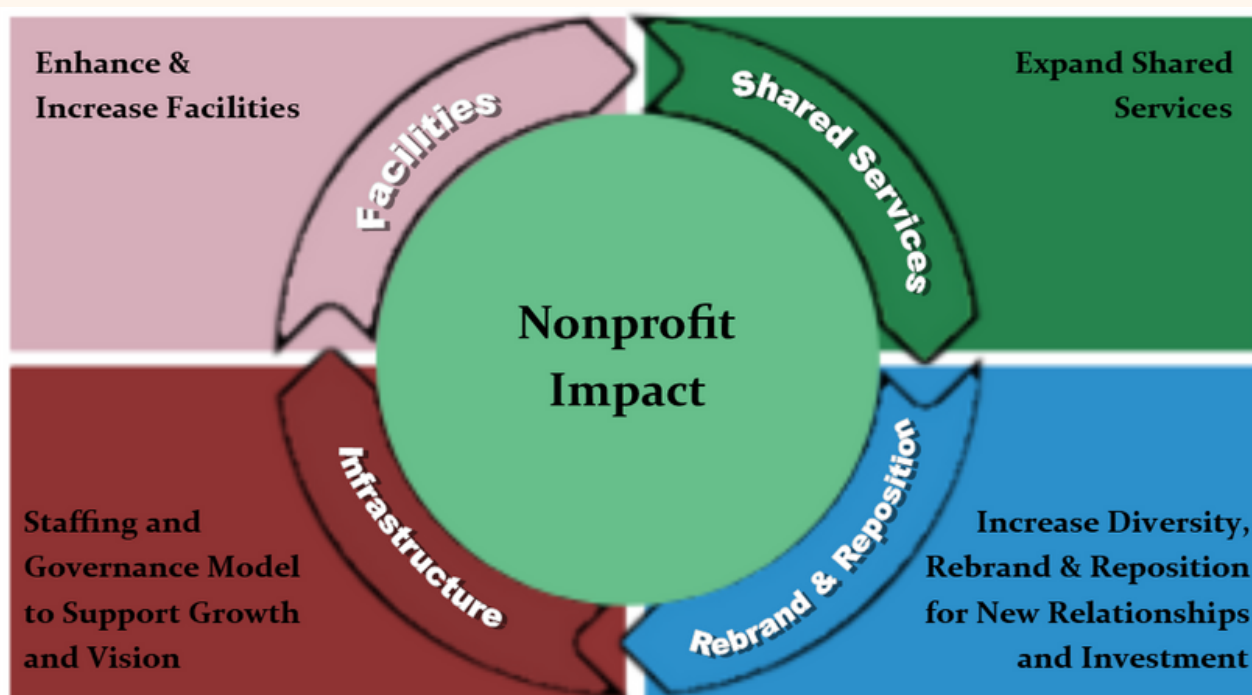 Enhance &
Increase Facilities
Facilities
Shared Services
Expand Shared
Services
Nonprofit
Impact
Staffing and
Governance Model
to Support Growth
and Vision
Infrastructure
Rebrand & Reposition
Increase Diversity,
Rebrand & Reposition
for New Relationships
and Investment